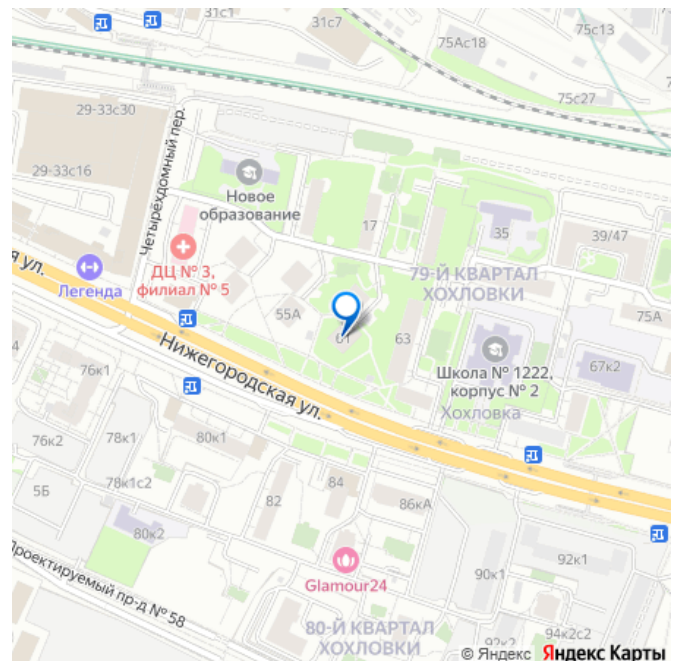 31с1
31с7
75с13
75Ас18
29-33с30
75с27
29-33с16
Четырёхдомный пер.
Новое
образование
17
35
39/47
ДЦ № 3,
филиал № 5
я ул.
Легенда
79-Й КВАРТАЛ
ХОХЛОВКИ
55А
61
63
75А
Нижегородская ул.
Школа № 1222,
корпус № 2
67к2
4
76к1
Хохловка
76к2
78к1
80к1
78к1с2
84
5Б
82
86кА
80к2
92к1
Проектируемый пр-д № 58
Glamour24
90к1
80-Й КВАРТАЛ
ХОХЛОВКИ
92к2
94к2с2
© Яндекс Яндекс Карты